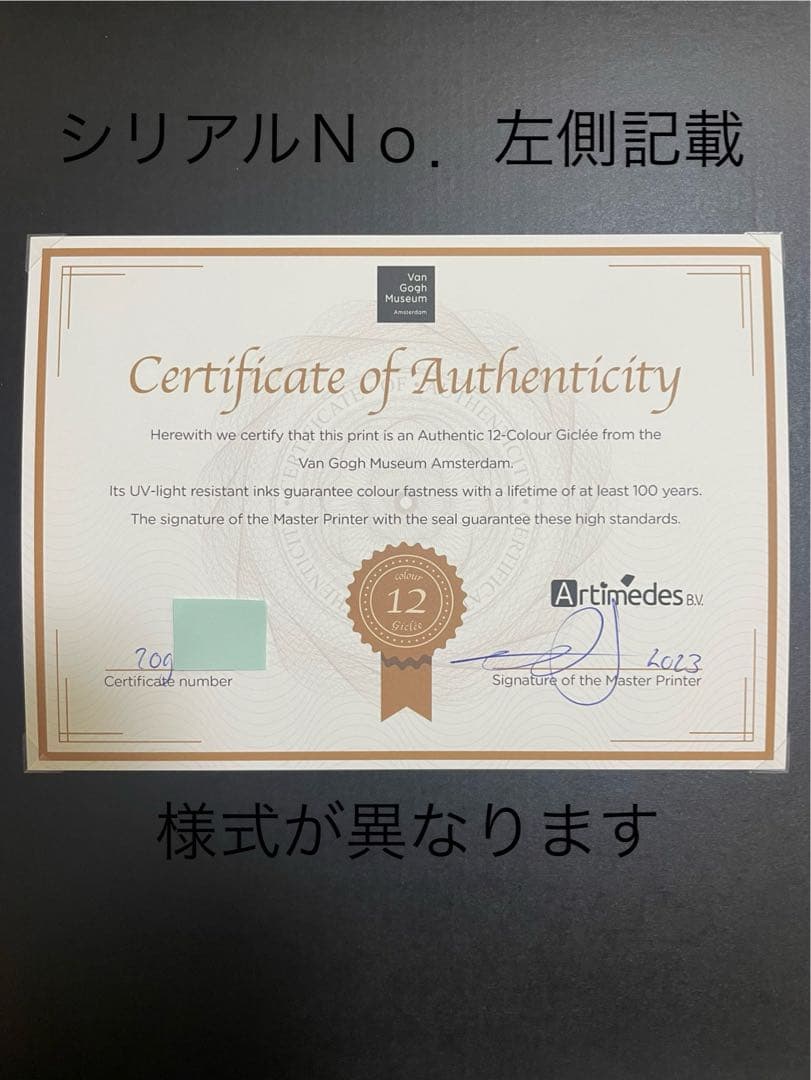 シリアルNo. 左側記載
Van
Gogh
Museum
Amsterdam
Certificate of Authenticity
Herewith we certify that this print is an Authentic 12-Colour Giclée from the
Van Gogh Museum Amsterdam.
Its UV-light resistant inks guarantee colour fastness with a lifetime of at least 100 years.
The signature of the Master Printer with the seal guarantee these high standards.
colour
12
Giclée
Artimedes B.V.
2023
Certificate number
Signature of the Master Printer
様式が異なります